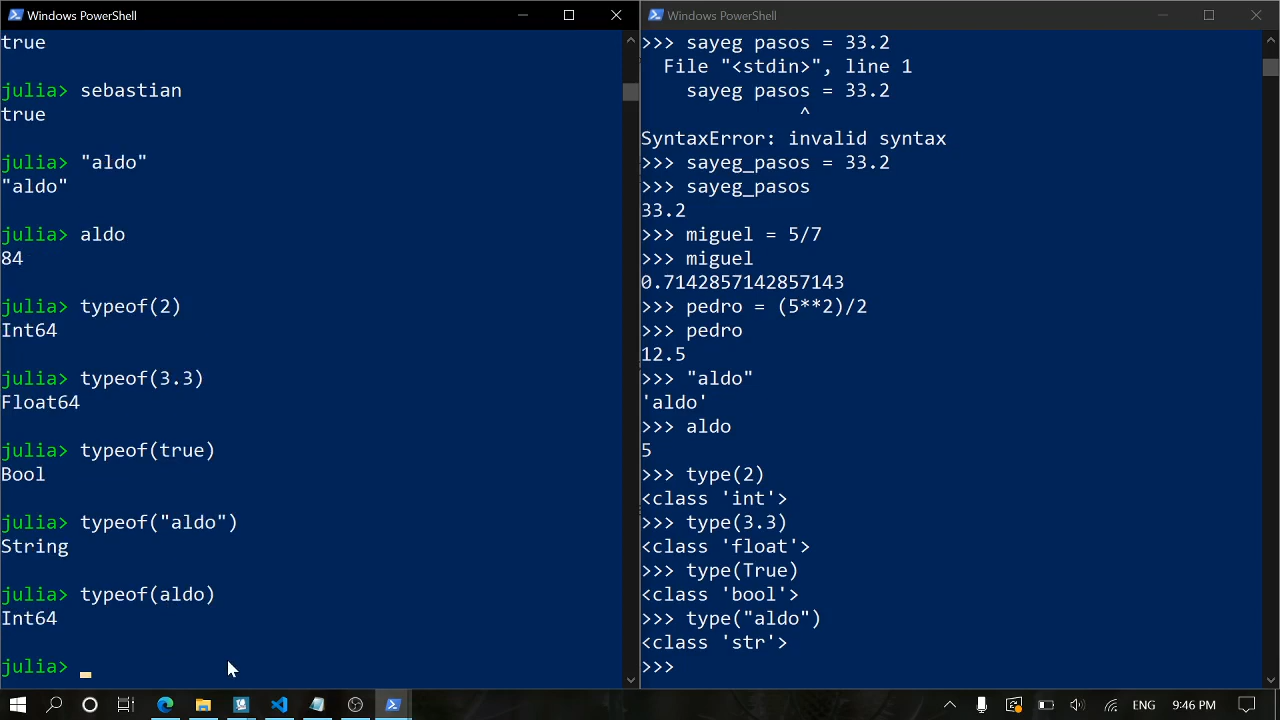 Windows PowerShell
true
julia> sebastian
true
julia> "aldo"
"aldo"
julia> aldo
84
julia> typeof(2)
Int64
julia> typeof(3.3)
Float64
julia> typeof(true)
Bool
julia> typeof("aldo")
String
julia> typeof(aldo)
Int64
julia>
Windows PowerShell
>>> sayeg pasos = 33.2
  File "<stdin>", line 1
    sayeg pasos = 33.2
              ^
SyntaxError: invalid syntax
>>> sayeg_pasos = 33.2
>>> sayeg_pasos
33.2
>>> miguel = 5/7
>>> miguel
0.7142857142857143
>>> pedro = (5**2)/2
>>> pedro
12.5
>>> "aldo"
'aldo'
>>> aldo
5
>>> type(2)
<class 'int'>
>>> type(3.3)
<class 'float'>
>>> type(True)
<class 'bool'>
>>> type("aldo")
<class 'str'>
>>>
ENG 9:46 PM